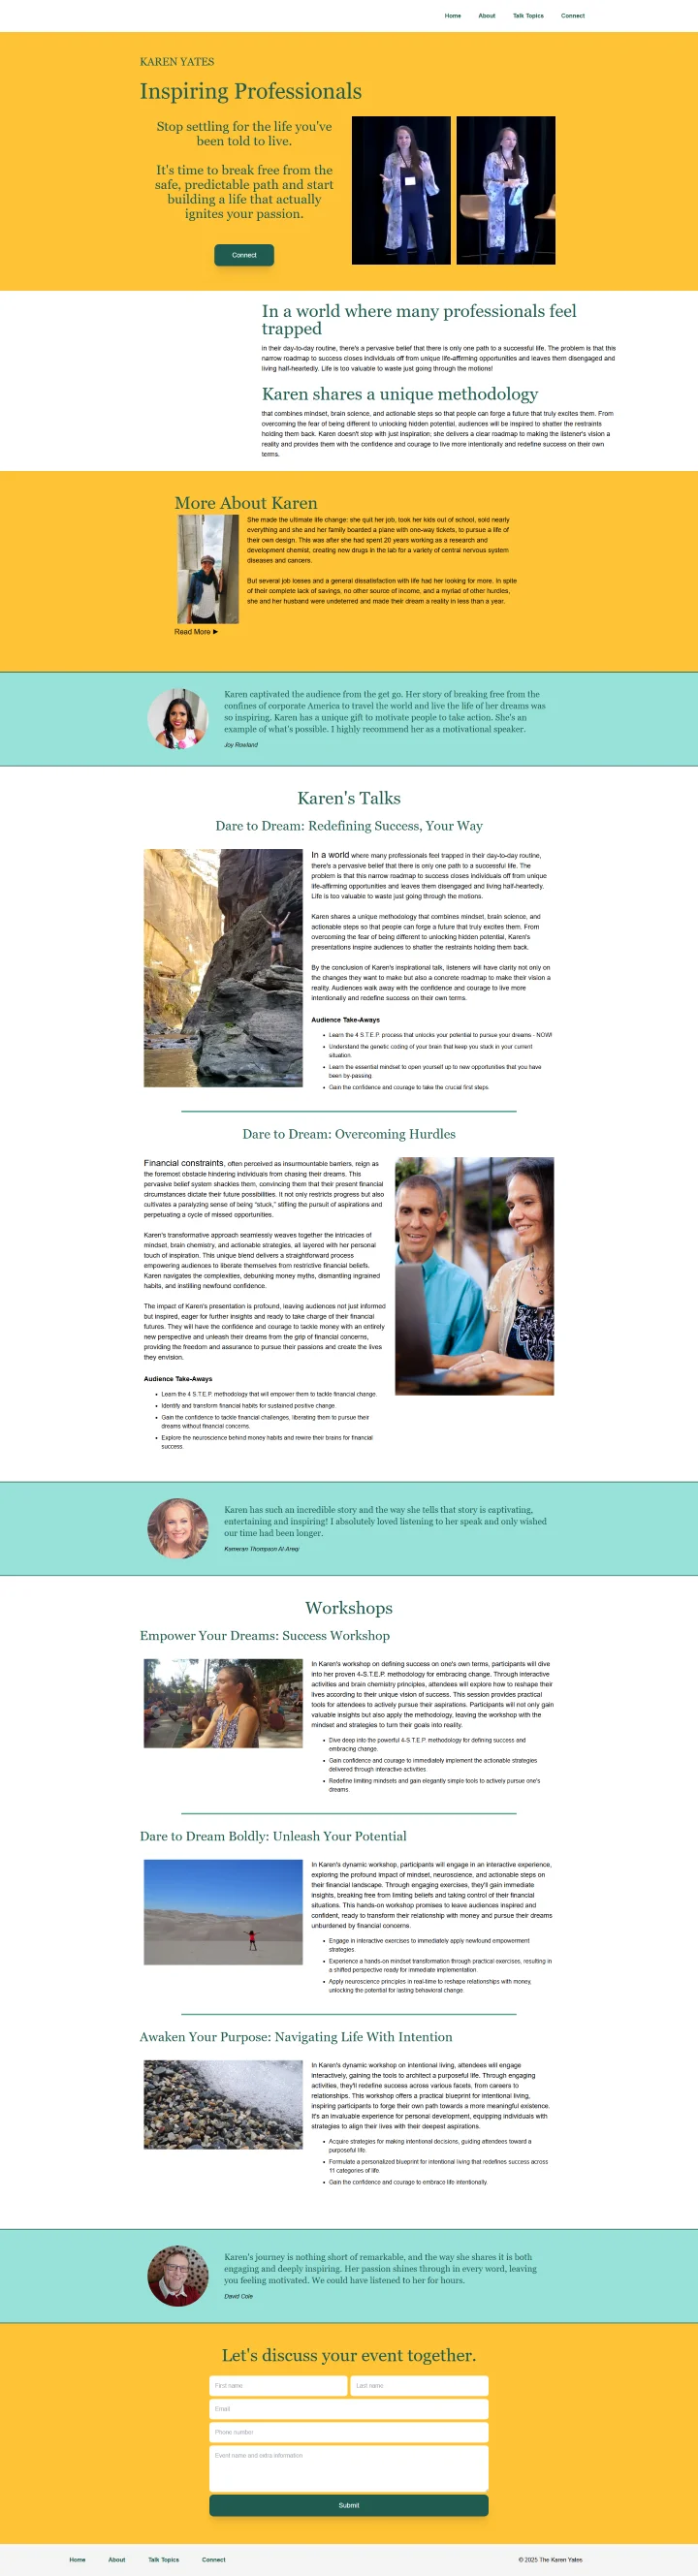 Home About Talk Topics Connect
KAREN YATES
Inspiring Professionals
Stop settling for the life you've
been told to live.
It's time to break free from the
safe, predictable path and start
building a life that actually
ignites your passion.
Connect
In a world where many professionals feel
trapped
in their day-to-day routine, there's a pervasive belief that there is only one path to a successful life. The problem is that this
narrow roadmap to success closes individuals off from unique life-affirming opportunities and leaves them disengaged and
living half-heartedly. Life is too valuable to waste just going through the motions!
Karen shares a unique methodology
that combines mindset, brain science, and actionable steps so that people can forge a future that truly excites them. From
overcoming the fear of being different to unlocking hidden potential, audiences will be inspired to shatter the restraints
holding them back. Karen doesn't stop with just inspiration; she delivers a clear roadmap to making the listener's vision a
reality and provides them with the confidence and courage to live more intentionally and redefine success on their own
terms.
More About Karen
She made the ultimate life change: she quit her job, took her kids out of school, sold nearly
everything and she and her family boarded a plane with one-way tickets, to pursue a life of
their own design. This was after she had spent 20 years working as a research and
development chemist, creating new drugs in the lab for a variety of central nervous system
diseases and cancers.
But several job losses and a general dissatisfaction with life had her looking for more. In spite
of their complete lack of savings, no other source of income, and a myriad of other hurdles,
she and her husband were undeterred and made their dream a reality in less than a year.
Read More ►
Karen captivated the audience from the get go. Her story of breaking free from the
confines of corporate America to travel the world and live the life of her dreams was
so inspiring. Karen has a unique gift to motivate people to take action. She's an
example of what's possible. I highly recommend her as a motivational speaker.
Joy Rowland
Karen's Talks
Dare to Dream: Redefining Success, Your Way
In a world where many professionals feel trapped in their day-to-day routine,
there's a pervasive belief that there is only one path to a successful life. The
problem is that this narrow roadmap to success closes individuals off from unique
life-affirming opportunities and leaves them disengaged and living half-heartedly.
Life is too valuable to waste just going through the motions.
Karen shares a unique methodology that combines mindset, brain science, and
actionable steps so that people can forge a future that truly excites them. From
overcoming the fear of being different to unlocking hidden potential, Karen's
presentations inspire audiences to shatter the restraints holding them back.
By the conclusion of Karen's inspirational talk, listeners will have clarity not only on
the changes they want to make but also a concrete roadmap to make their vision a
reality. Audiences walk away with the confidence and courage to live more
intentionally and redefine success on their own terms.
Audience Take-Aways
• Learn the 4 S.T.E.P. process that unlocks your potential to pursue your dreams - NOW!
• Understand the genetic coding of your brain that keep you stuck in your current
situation.
• Learn the essential mindset to open yourself up to new opportunities that you have
been by-passing.
• Gain the confidence and courage to take the crucial first steps.
Dare to Dream: Overcoming Hurdles
Financial constraints, often perceived as insurmountable barriers, reign as
the foremost obstacle hindering individuals from chasing their dreams. This
pervasive belief system shackles them, convincing them that their present financial
circumstances dictate their future possibilities. It not only restricts progress but also
cultivates a paralyzing sense of being "stuck," stifling the pursuit of aspirations and
perpetuating a cycle of missed opportunities.
Karen's transformative approach seamlessly weaves together the intricacies of
mindset, brain chemistry, and actionable strategies, all layered with her personal
touch of inspiration. This unique blend delivers a straightforward process
empowering audiences to liberate themselves from restrictive financial beliefs.
Karen navigates the complexities, debunking money myths, dismantling ingrained
habits, and instilling newfound confidence.
The impact of Karen's presentation is profound, leaving audiences not just informed
but inspired, eager for further insights and ready to take charge of their financial
futures. They will have the confidence and courage to tackle money with an entirely
new perspective and unleash their dreams from the grip of financial concerns,
providing the freedom and assurance to pursue their passions and create the lives
they envision.
Audience Take-Aways
• Learn the 4 S.T.E.P. methodology that will empower them to tackle financial change.
• Identify and transform financial habits for sustained positive change.
• Gain the confidence to tackle financial challenges, liberating them to pursue their
dreams without financial concerns.
• Explore the neuroscience behind money habits and rewire their brains for financial
success.
Karen has such an incredible story and the way she tells that story is captivating,
entertaining and inspiring! I absolutely loved listening to her speak and only wished
our time had been longer.
Kameran Thompson Al-Areqi
Workshops
Empower Your Dreams: Success Workshop
In Karen's workshop on defining success on one's own terms, participants will dive
into her proven 4-S.T.E.P. methodology for embracing change. Through interactive
activities and brain chemistry principles, attendees will explore how to reshape their
lives according to their unique vision of success. This session provides practical
tools for attendees to actively pursue their aspirations. Participants will not only gain
valuable insights but also apply the methodology, leaving the workshop with the
mindset and strategies to turn their goals into reality.
• Dive deep into the powerful 4-S.T.E.P. methodology for defining success and
embracing change.
• Gain confidence and courage to immediately implement the actionable strategies
delivered through interactive activities.
• Redefine limiting mindsets and gain elegantly simple tools to actively pursue one's
dreams.
Dare to Dream Boldly: Unleash Your Potential
In Karen's dynamic workshop, participants will engage in an interactive experience,
exploring the profound impact of mindset, neuroscience, and actionable steps on
their financial landscape. Through engaging exercises, they'll gain immediate
insights, breaking free from limiting beliefs and taking control of their financial
situations. This hands-on workshop promises to leave audiences inspired and
confident, ready to transform their relationship with money and pursue their dreams
unburdened by financial concerns.
• Engage in interactive exercises to immediately apply newfound empowerment
strategies.
• Experience a hands-on mindset transformation through practical exercises, resulting in
a shifted perspective ready for immediate implementation.
• Apply neuroscience principles in real-time to reshape relationships with money,
unlocking the potential for lasting behavioral change.
Awaken Your Purpose: Navigating Life With Intention
In Karen's dynamic workshop on intentional living, attendees will engage
interactively, gaining the tools to architect a purposeful life. Through engaging
activities, they'll redefine success across various facets, from careers to
relationships. This workshop offers a practical blueprint for intentional living,
inspiring participants to forge their own path towards a more meaningful existence.
It's an invaluable experience for personal development, equipping individuals with
strategies to align their lives with their deepest aspirations.
• Acquire strategies for making intentional decisions, guiding attendees toward a
purposeful life.
• Formulate a personalized blueprint for intentional living that redefines success across
11 categories of life.
• Gain the confidence and courage to embrace life intentionally.
Karen's journey is nothing short of remarkable, and the way she shares it is both
engaging and deeply inspiring. Her passion shines through in every word, leaving
you feeling motivated. We could have listened to her for hours.
David Cole
Let's discuss your event together.
First name Last name
Email
Phone number
Event name and extra information
Submit
Home About Talk Topics Connect © 2025 The Karen Yates